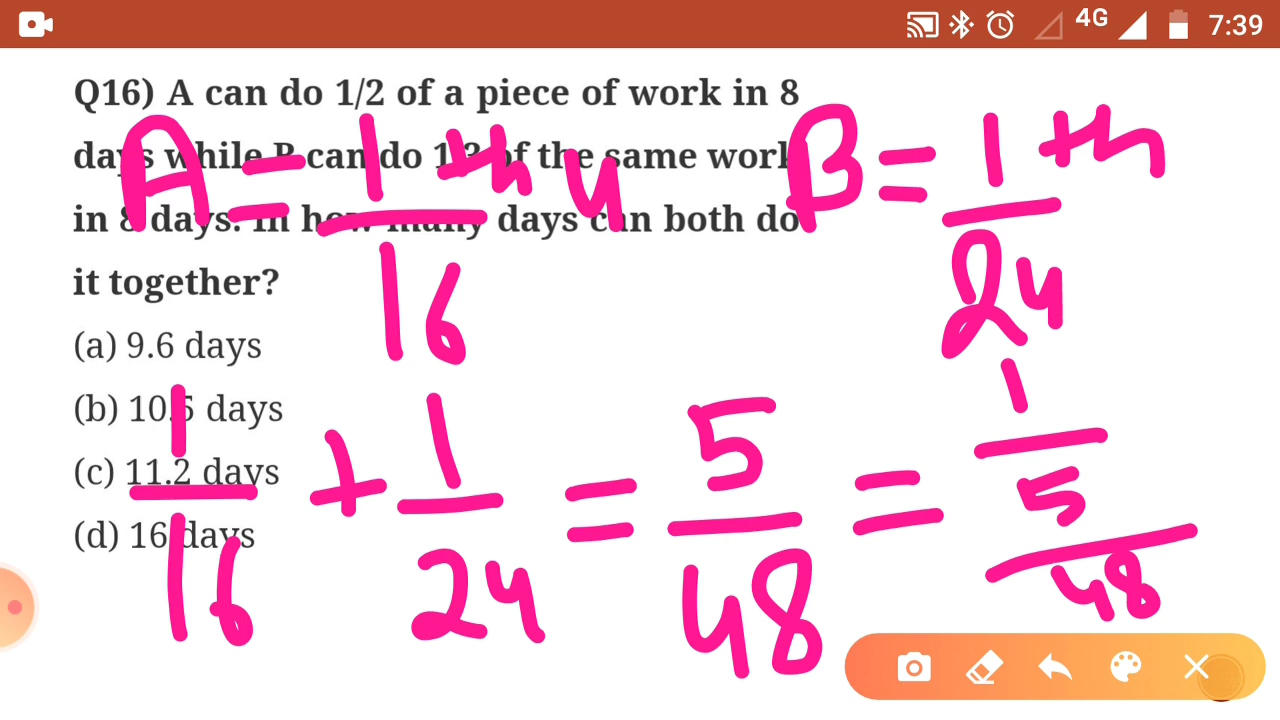 4G 7:39
Q16) A can do 1/2 of a piece of work in 8
days while B can do 1/3 of the same work
in 8 days. In how many days can both do
it together?
(a) 9.6 days
(b) 10.5 days
(c) 11.2 days
(d) 16 days
A = 1/16 th y
B = 1/24 th
1/16 + 1/24 = 5/48 = 1/5/48